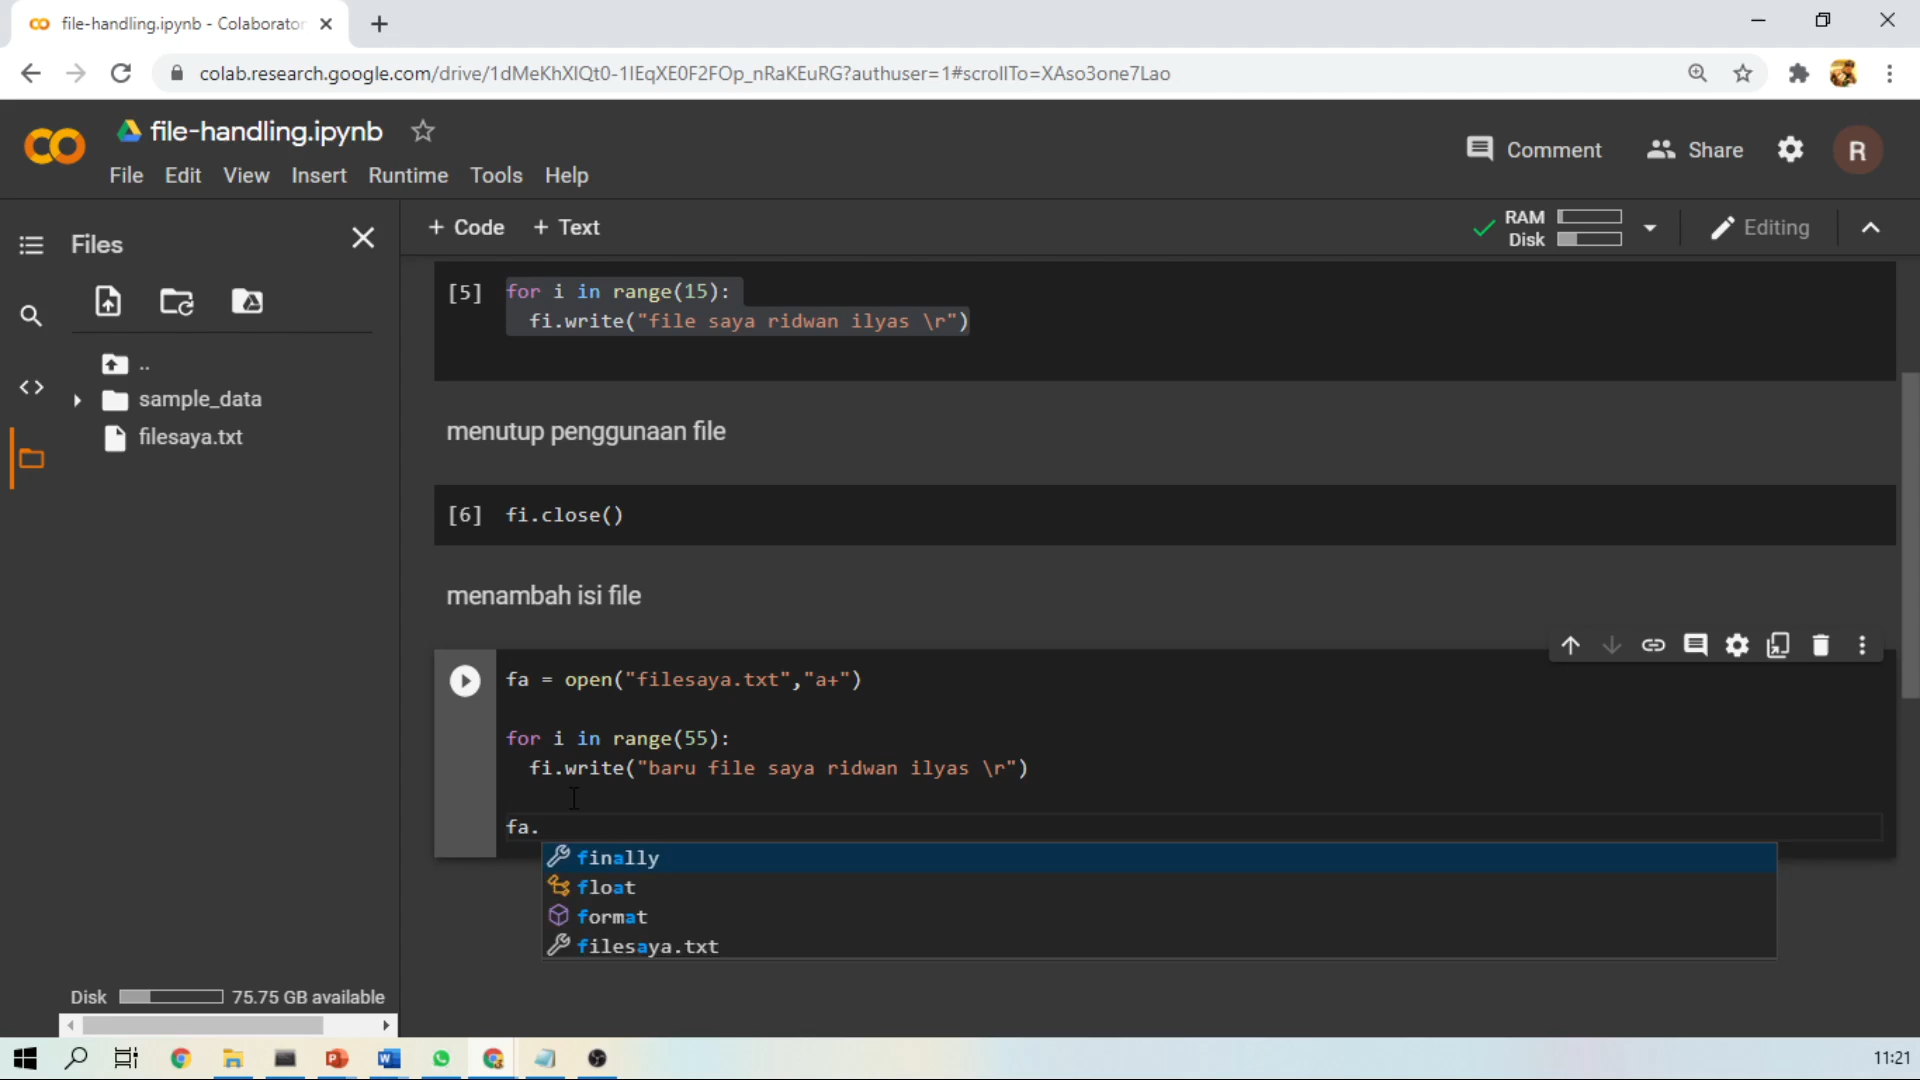 file-handling.ipynb - Colaborator
colab.research.google.com/drive/1dMeKhXlQt0-1IEqXE0F2FOp_nRaKEuRG?authuser=1#scrollTo=XAso3one7Lao
file-handling.ipynb
File Edit View Insert Runtime Tools Help
Comment
Share
R
Files
+ Code + Text
RAM
Disk
Editing
..
sample_data
filesaya.txt
[5] for i in range(15):
fi.write("file saya ridwan ilyas \r")
menutup penggunaan file
[6] fi.close()
menambah isi file
fa = open("filesaya.txt","a+")
for i in range(55):
fi.write("baru file saya ridwan ilyas \r")
fa.
finally
float
format
filesaya.txt
Disk 75.75 GB available
11:21